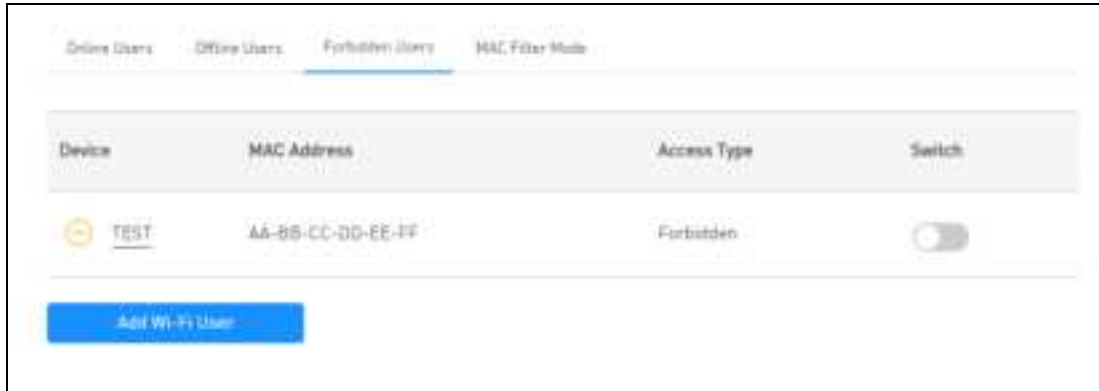 Online Users Offline Users Forbidden Users MAC Filter Mode
Device MAC Address Access Type Switch
TEST AA-BB-CC-DD-EE-FF Forbidden
Add Wi-Fi User